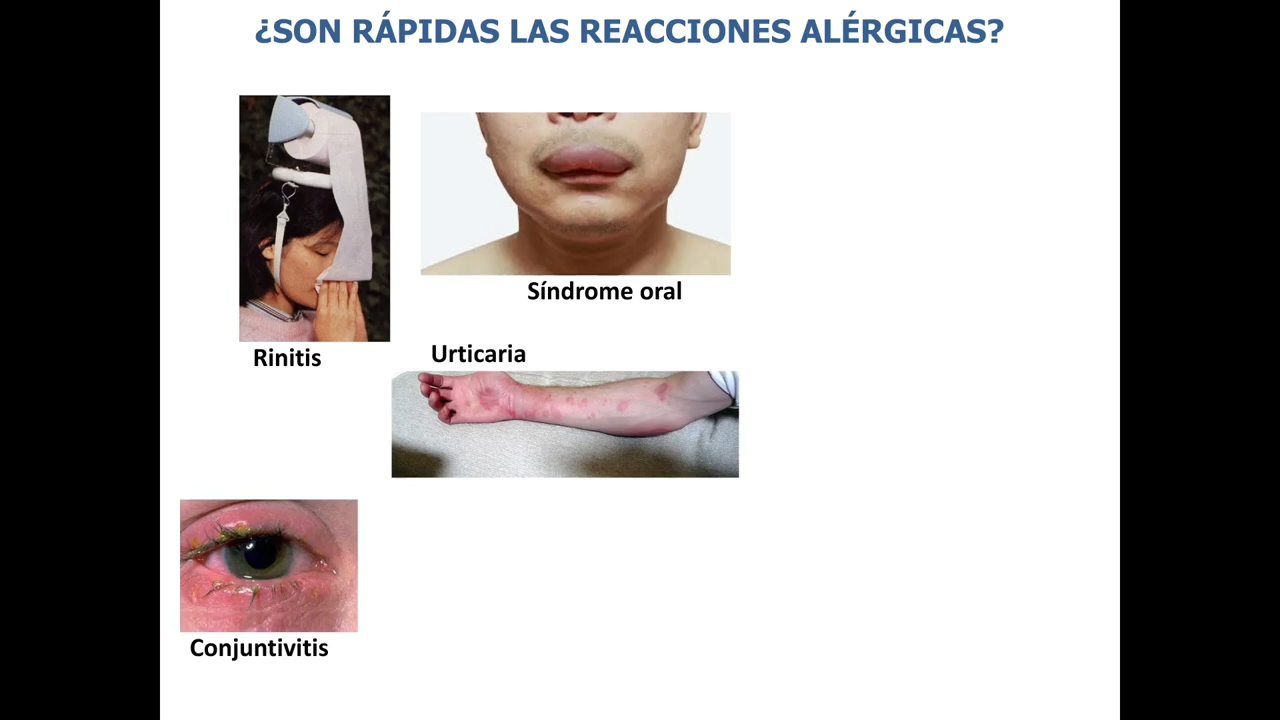 ¿SON RÁPIDAS LAS REACCIONES ALÉRGICAS?
Síndrome oral
Rinitis
Urticaria
Conjuntivitis